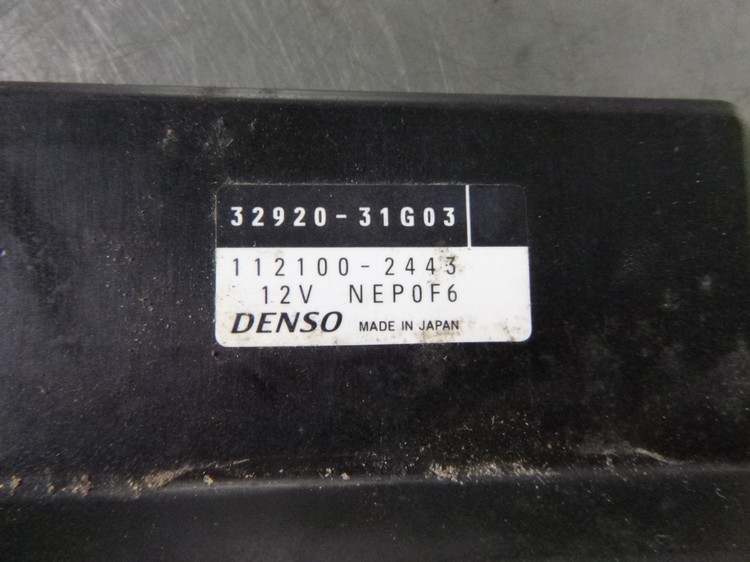 32920-31G03
112100-2443
12V NEP0F6
DENSO MADE IN JAPAN